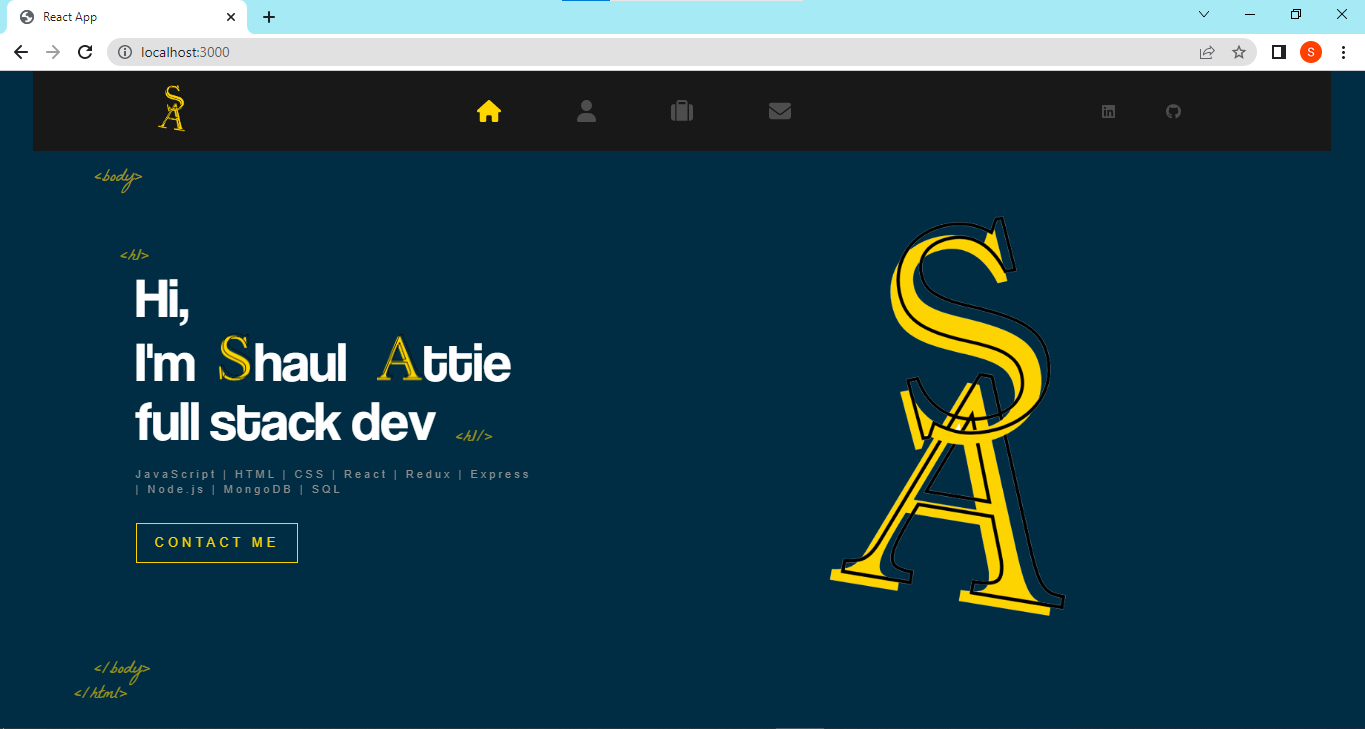 React App
localhost:3000
S
SA
in
<body>
<h1>
Hi,
I'm Shaul Attie
full stack dev
<h1/>
JavaScript | HTML | CSS | React | Redux | Express
| Node.js | MongoDB | SQL
CONTACT ME
SA
</body>
</html>